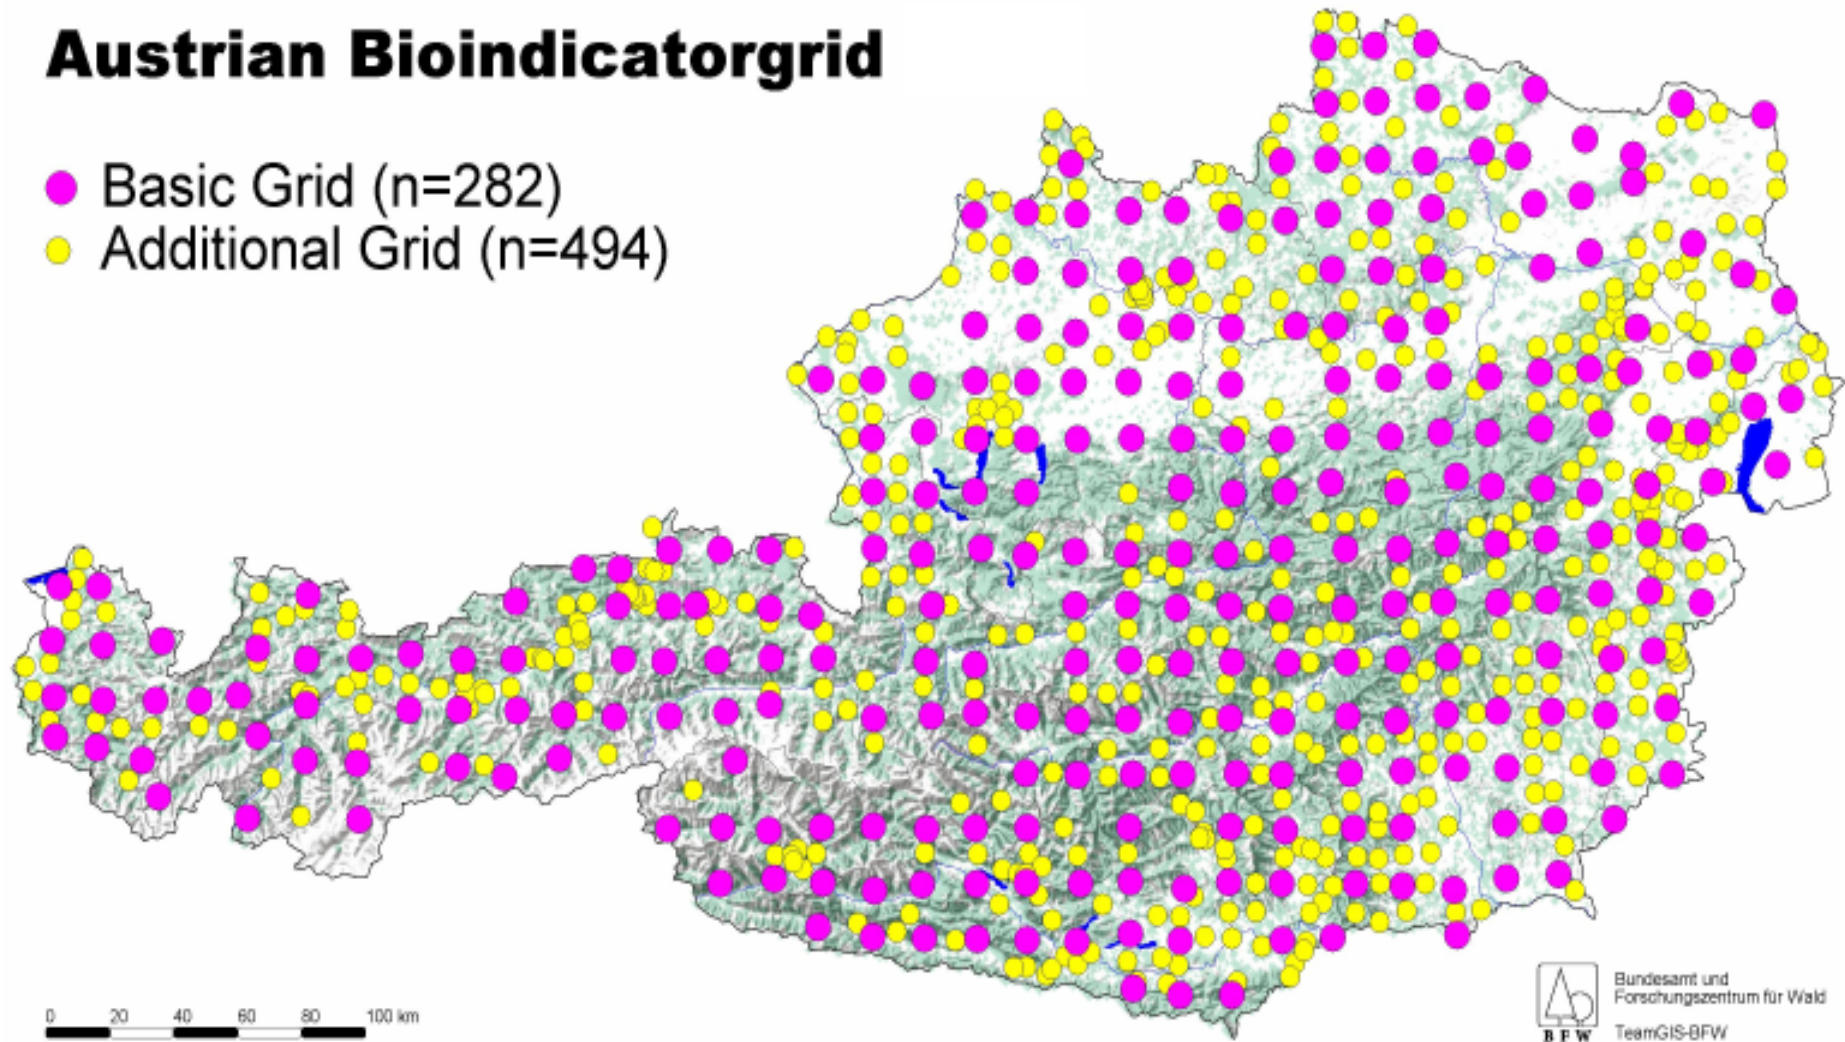 Austrian Bioindicatorgrid
Basic Grid (n=282)
Additional Grid (n=494)
0 20 40 60 80 100 km
Bundesamt und
Forschungszentrum für Wald
BFW
TeamGIS-BFW